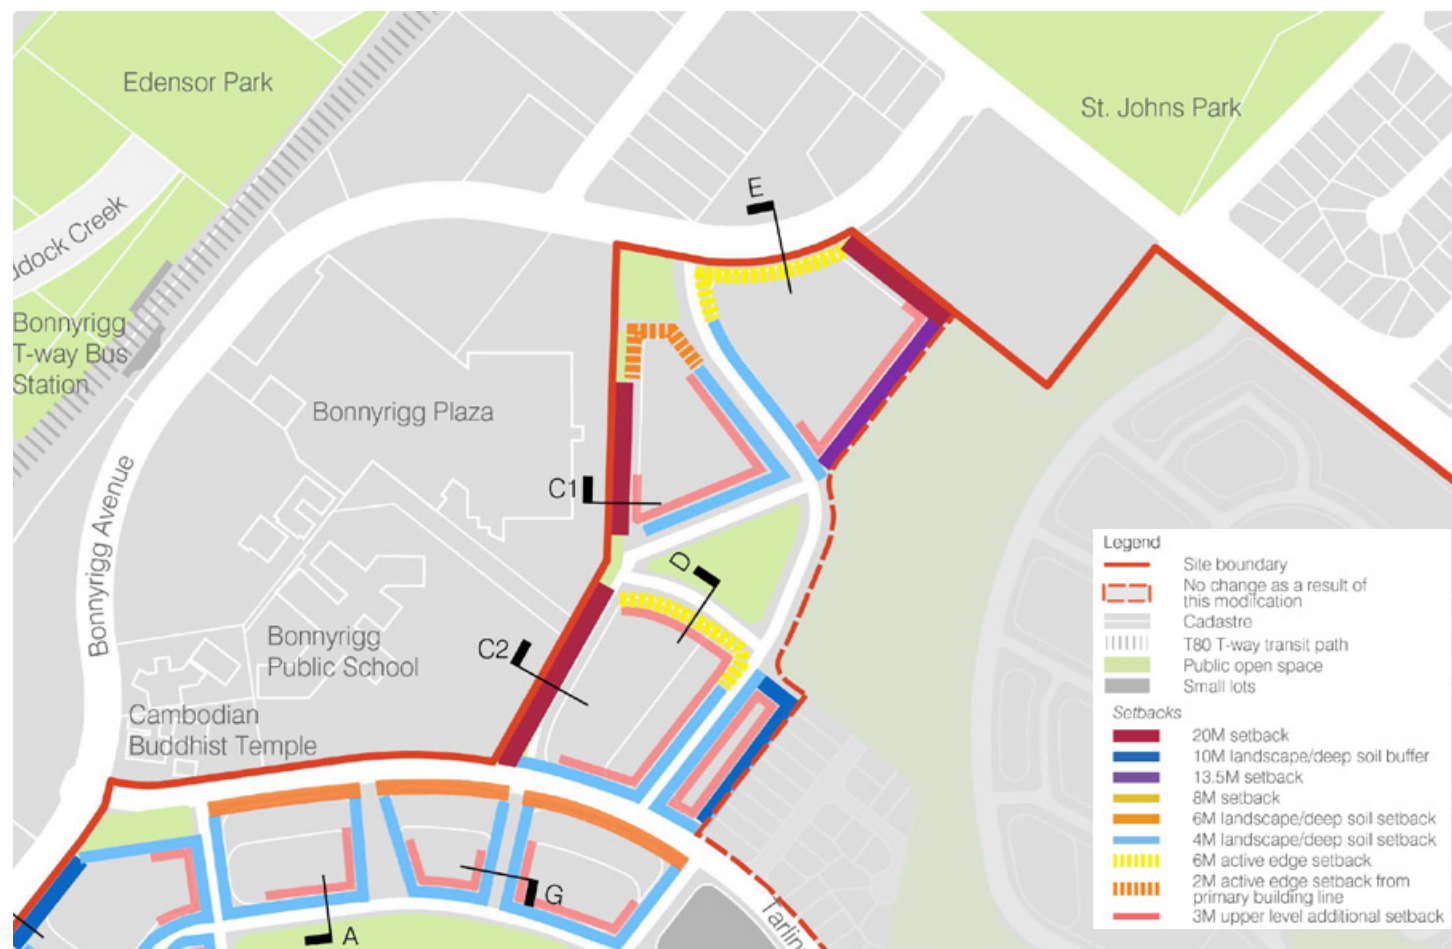 Edensor Park
St. Johns Park
E
dock Creek
Bonnyrigg
T-way Bus
Station
Bonnyrigg Plaza
Bonnyrigg Avenue
C1
D
C2
Bonnyrigg
Public School
Cambodian
Buddhist Temple
G
A
Tarlin
Legend
Site boundary
No change as a result of
this modification
Cadastre
T80 T-way transit path
Public open space
Small lots
Setbacks
20M setback
10M landscape/deep soil buffer
13.5M setback
8M setback
6M landscape/deep soil setback
4M landscape/deep soil setback
6M active edge setback
2M active edge setback from
primary building line
3M upper level additional setback